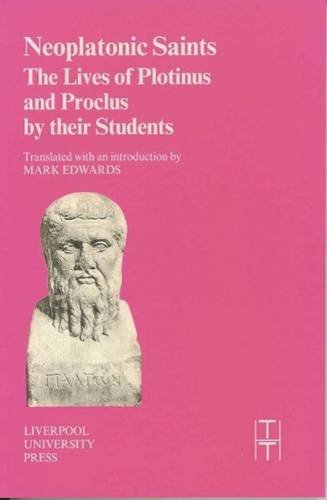 Neoplatonic Saints
The Lives of Plotinus
and Proclus
by their Students
Translated with an introduction by
MARK EDWARDS
ΠΛΑΤΩΝ
LIVERPOOL
UNIVERSITY
PRESS
TTH